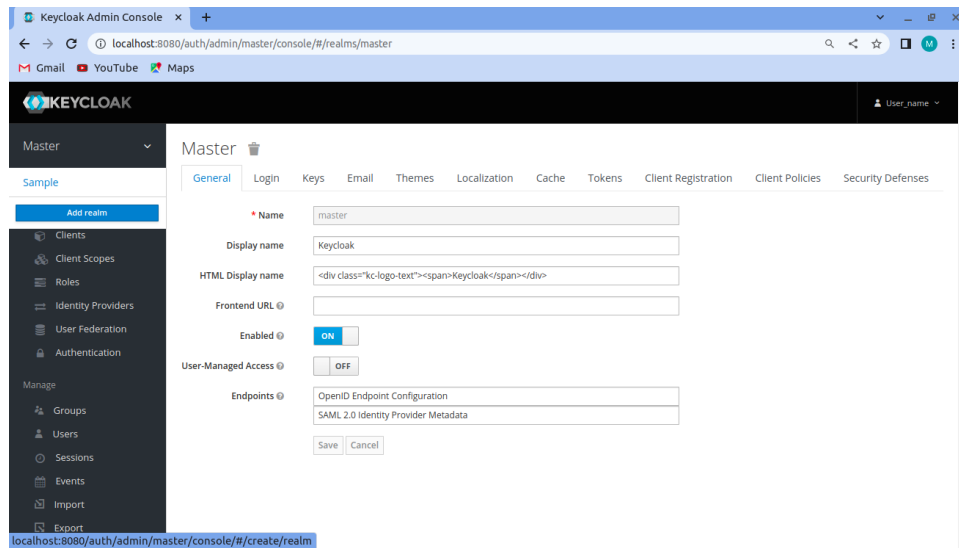 Keycloak Admin Console
localhost:8080/auth/admin/master/console/#/realms/master
M
Gmail YouTube Maps
KEYCLOAK
User_name
Master
Sample
Add realm
Clients
Client Scopes
Roles
Identity Providers
User Federation
Authentication
Manage
Groups
Users
Sessions
Events
Import
Export
Master
General Login Keys Email Themes Localization Cache Tokens Client Registration Client Policies Security Defenses
* Name master
Display name Keycloak
HTML Display name <div class="kc-logo-text"><span>Keycloak</span></div>
Frontend URL
Enabled ON
User-Managed Access OFF
Endpoints OpenID Endpoint Configuration
SAML 2.0 Identity Provider Metadata
Save Cancel
localhost:8080/auth/admin/master/console/#/create/realm